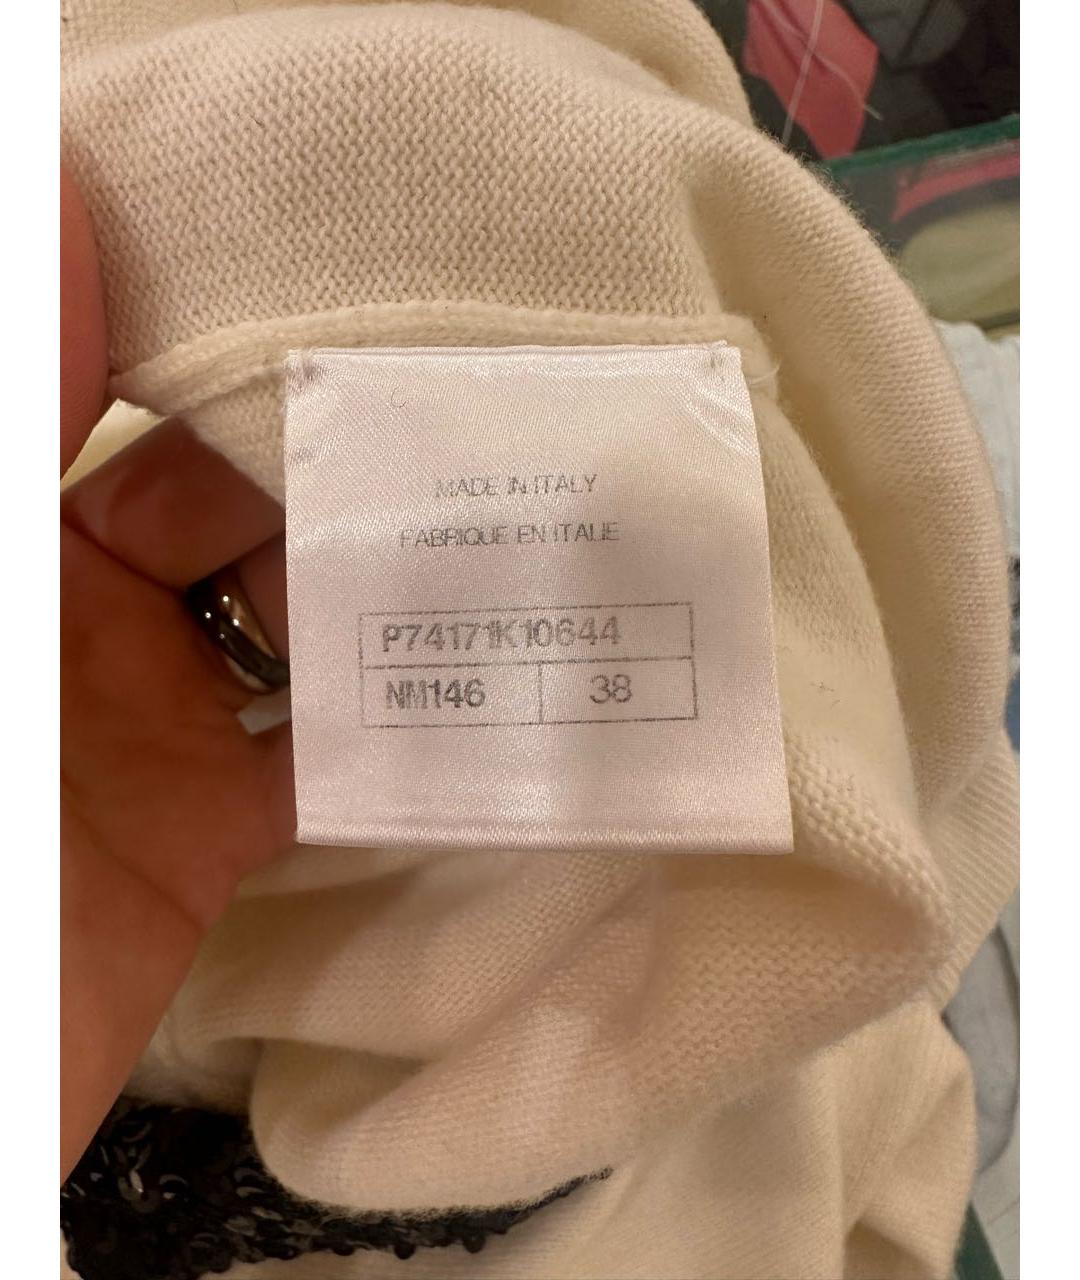 MADE IN ITALY
FABRIQUE EN ITALIE
P74171K10644
NM146 38